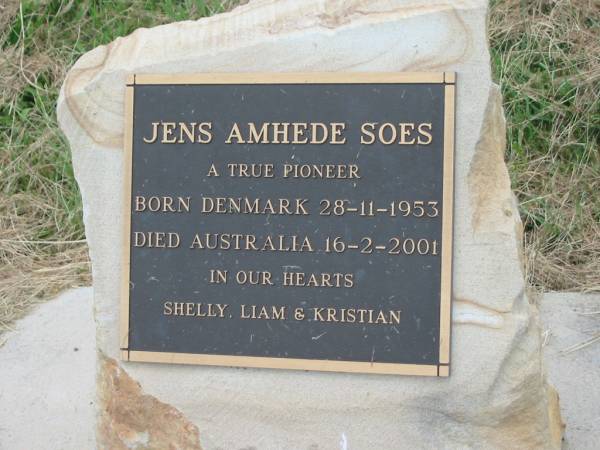 JENS AMHEDE SOES
A TRUE PIONEER
BORN DENMARK 28-11-1953
DIED AUSTRALIA 16-2-2001
IN OUR HEARTS
SHELLY, LIAM & KRISTIAN